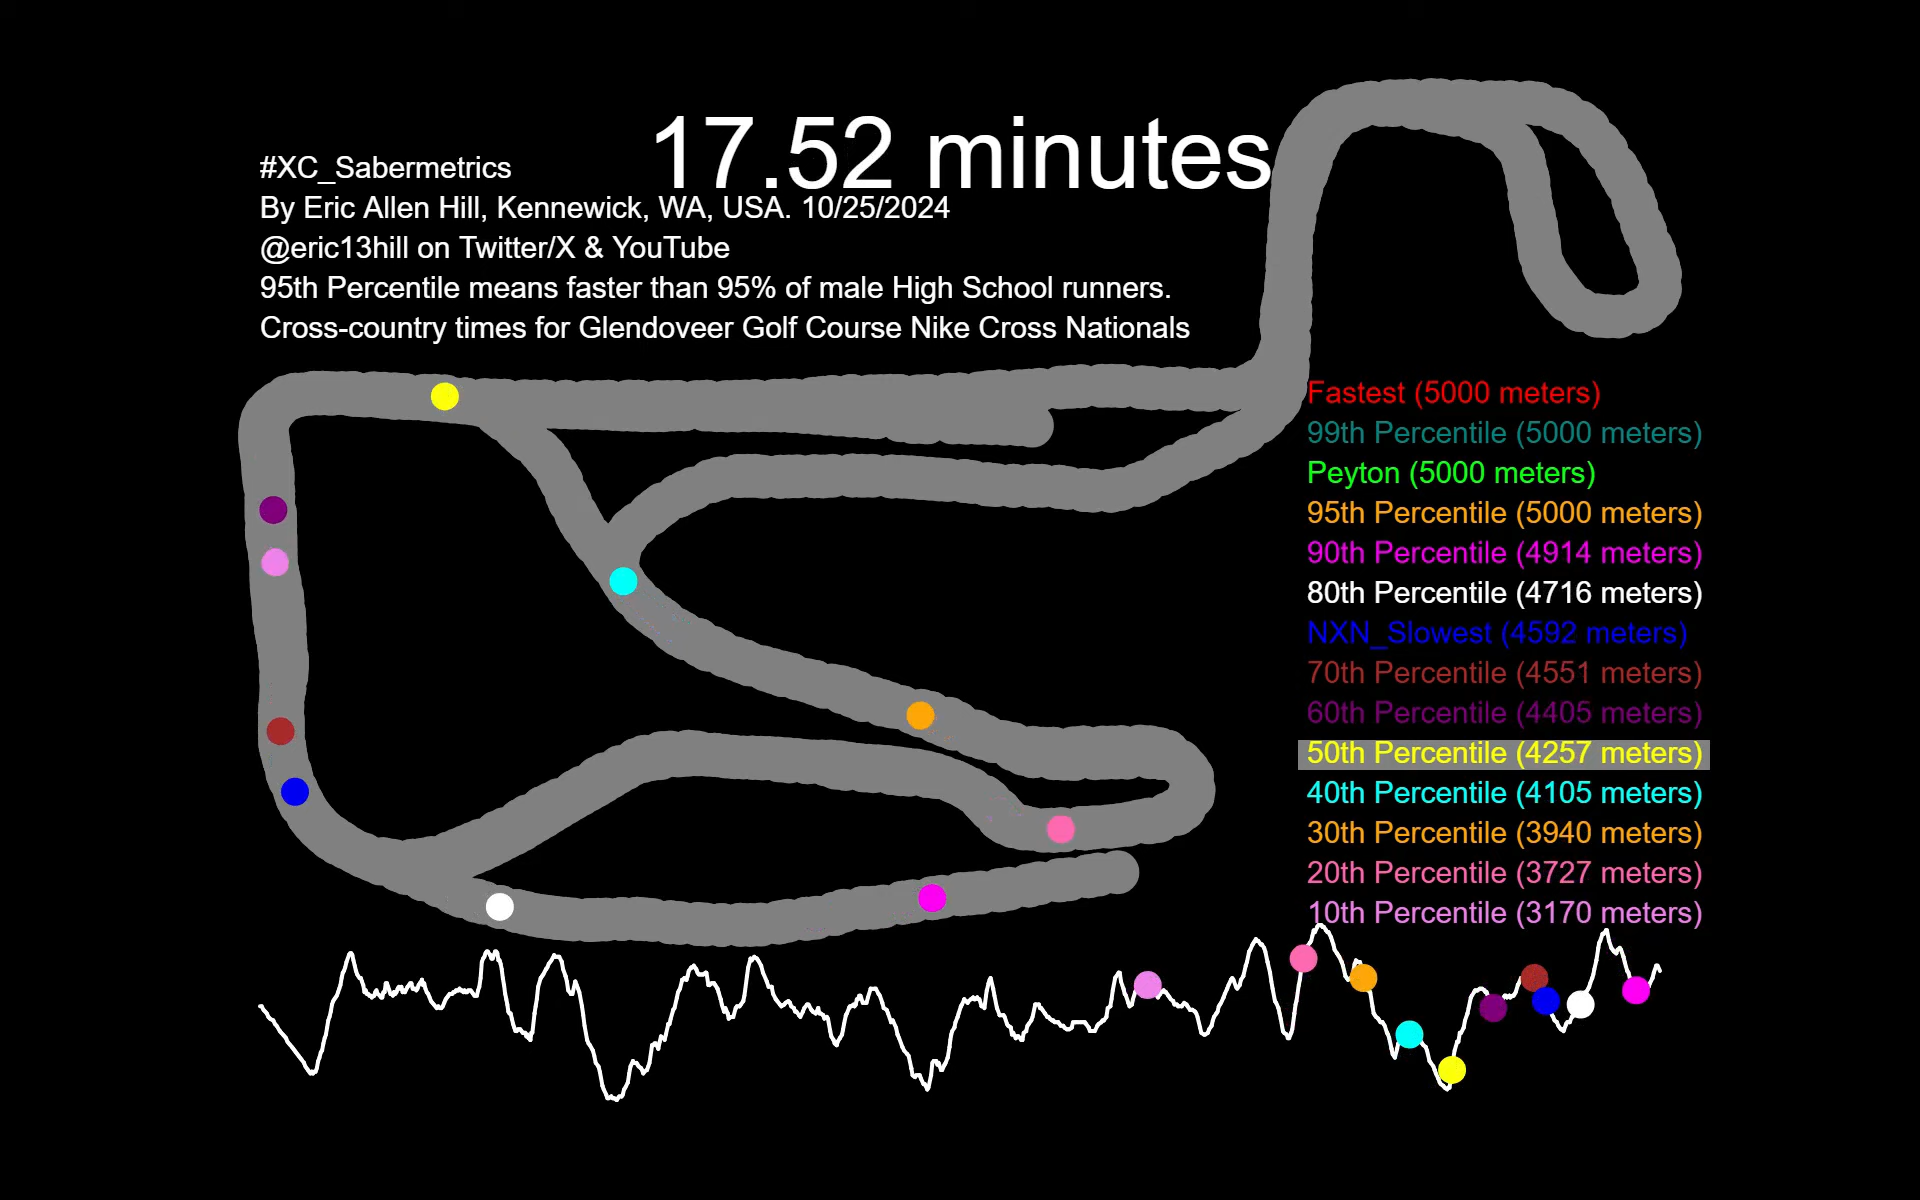 17.52 minutes
#XC_Sabermetrics
By Eric Allen Hill, Kennewick, WA, USA. 10/25/2024
@eric13hill on Twitter/X & YouTube
95th Percentile means faster than 95% of male High School runners.
Cross-country times for Glendoveer Golf Course Nike Cross Nationals
Fastest (5000 meters)
99th Percentile (5000 meters)
Peyton (5000 meters)
95th Percentile (5000 meters)
90th Percentile (4914 meters)
80th Percentile (4716 meters)
NXN_Slowest (4592 meters)
70th Percentile (4551 meters)
60th Percentile (4405 meters)
50th Percentile (4257 meters)
40th Percentile (4105 meters)
30th Percentile (3940 meters)
20th Percentile (3727 meters)
10th Percentile (3170 meters)